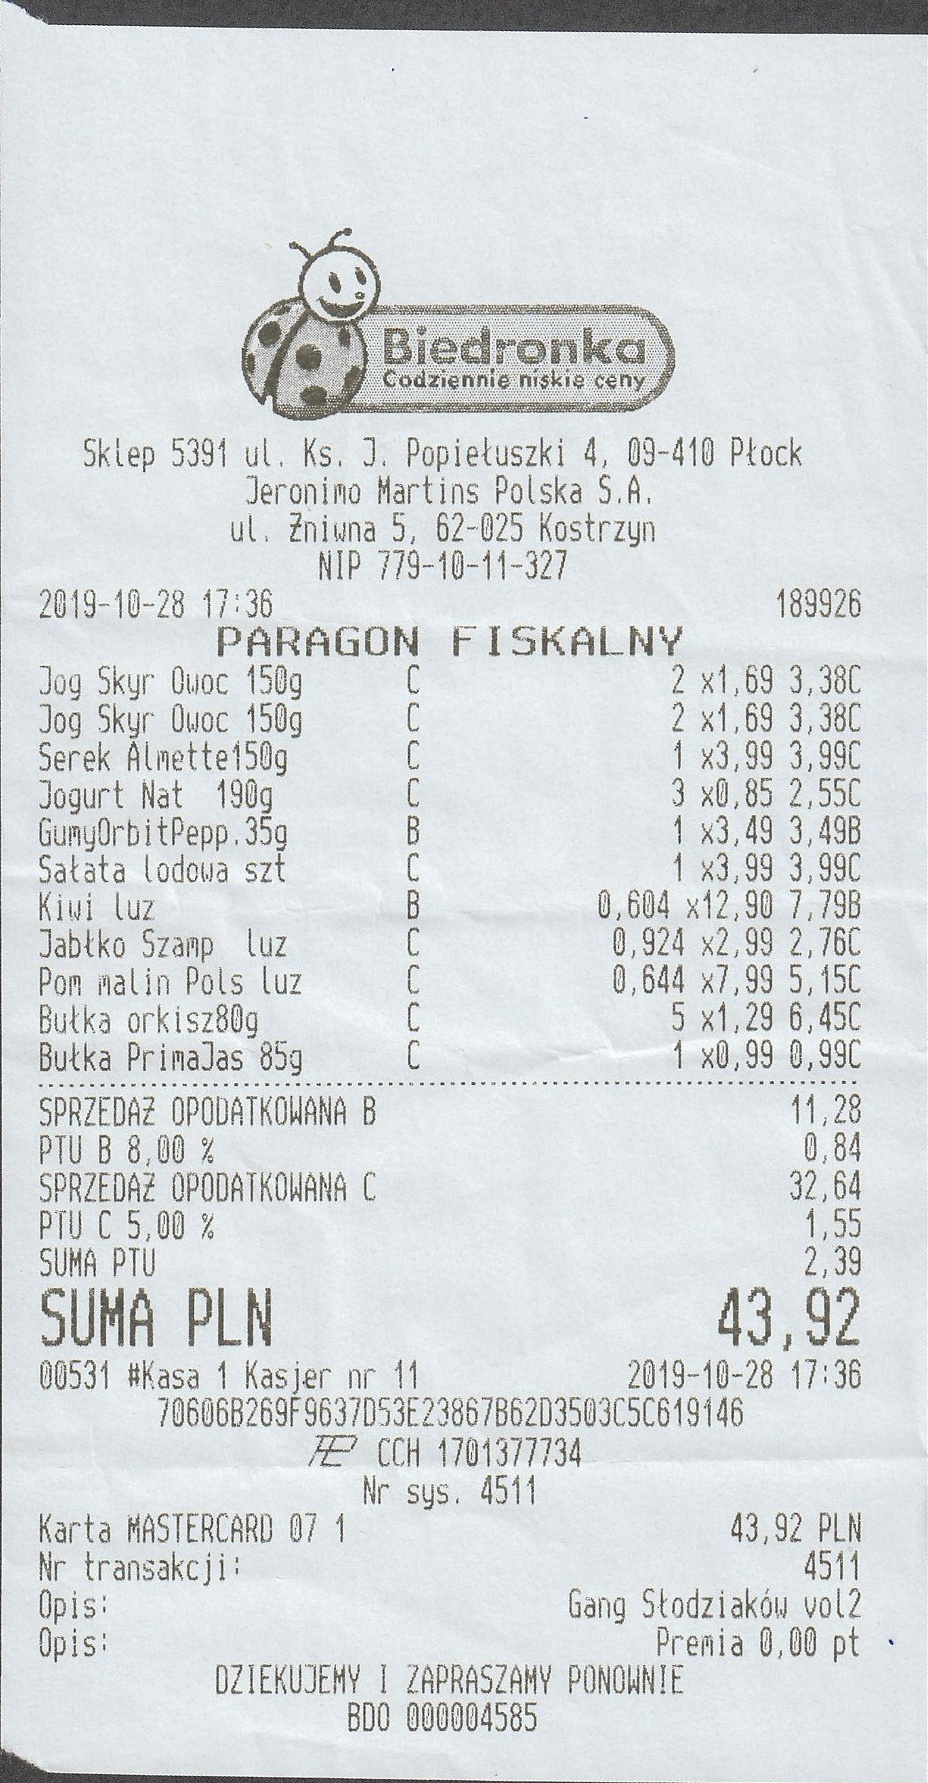 Biedronka
Codziennie niskie ceny
Sklep 5391 ul. Ks. J. Popiełuszki 4, 09-410 Płock
Jeronimo Martins Polska S.A.
ul. Żniwna 5, 62-025 Kostrzyn
NIP 779-10-11-327
2019-10-28 17:36 189926
PARAGON FISKALNY
Jog Skyr Owoc 150g C 2 x1,69 3,38C
Jog Skyr Owoc 150g C 2 x1,69 3,38C
Serek Almette150g C 1 x3,99 3,99C
Jogurt Nat 190g C 3 x0,85 2,55C
GumyOrbitPepp.35g B 1 x3,49 3,49B
Sałata lodowa szt C 1 x3,99 3,99C
Kiwi luz B 0,604 x12,90 7,79B
Jabłko Szamp luz C 0,924 x2,99 2,76C
Pom malin Pols luz C 0,644 x7,99 5,15C
Bułka orkisz80g C 5 x1,29 6,45C
Bułka PrimaJas 85g C 1 x0,99 0,99C
SPRZEDAŻ OPODATKOWANA B 11,28
PTU B 8,00 % 0,84
SPRZEDAŻ OPODATKOWANA C 32,64
PTU C 5,00 % 1,55
SUMA PTU 2,39
SUMA PLN 43,92
00531 #Kasa 1 Kasjer nr 11 2019-10-28 17:36
70606B269F9637D53E23867B62D3503C5C619146
CCH 1701377734
Nr sys. 4511
Karta MASTERCARD 07 1 43,92 PLN
Nr transakcji: 4511
Opis: Gang Słodziaków vol2
Opis: Premia 0,00 pt
DZIEKUJEMY I ZAPRASZAMY PONOWNIE
BDO 000004585